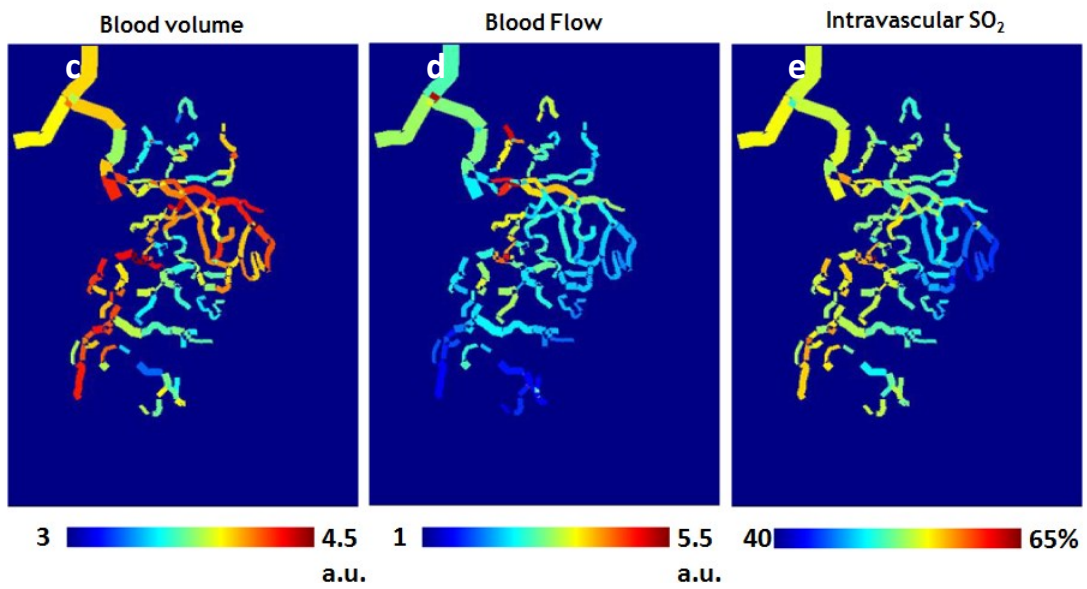 Blood volume
Blood Flow
Intravascular SO₂
c
d
e
3
4.5
a.u.
1
5.5
a.u.
40
65%